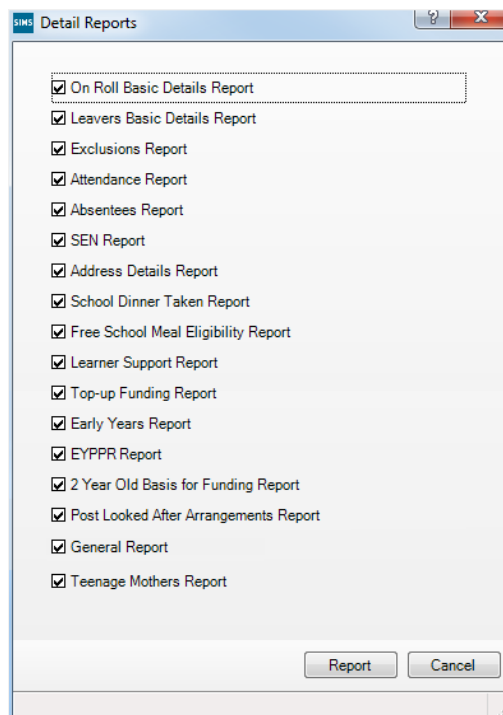 SIMS Detail Reports
? X
On Roll Basic Details Report
Leavers Basic Details Report
Exclusions Report
Attendance Report
Absentees Report
SEN Report
Address Details Report
School Dinner Taken Report
Free School Meal Eligibility Report
Learner Support Report
Top-up Funding Report
Early Years Report
EYPPR Report
2 Year Old Basis for Funding Report
Post Looked After Arrangements Report
General Report
Teenage Mothers Report
Report Cancel